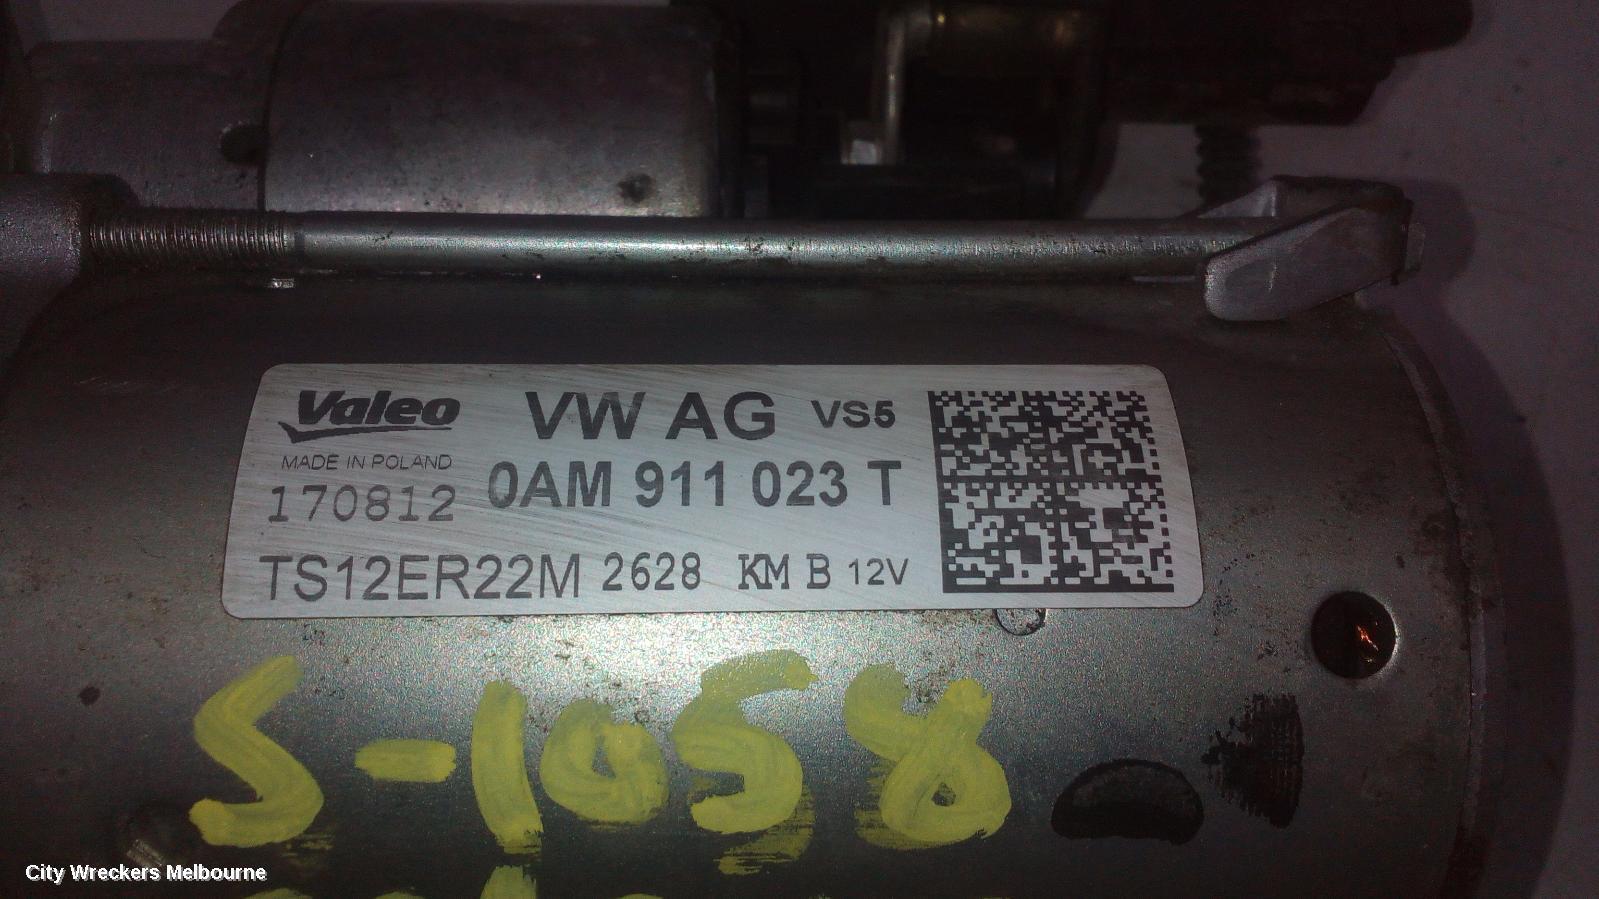 Valeo VW AG VS5
MADE IN POLAND
170812 0AM 911 023 T
TS12ER22M 2628 KM B 12V
S-1058
City Wreckers Melbourne